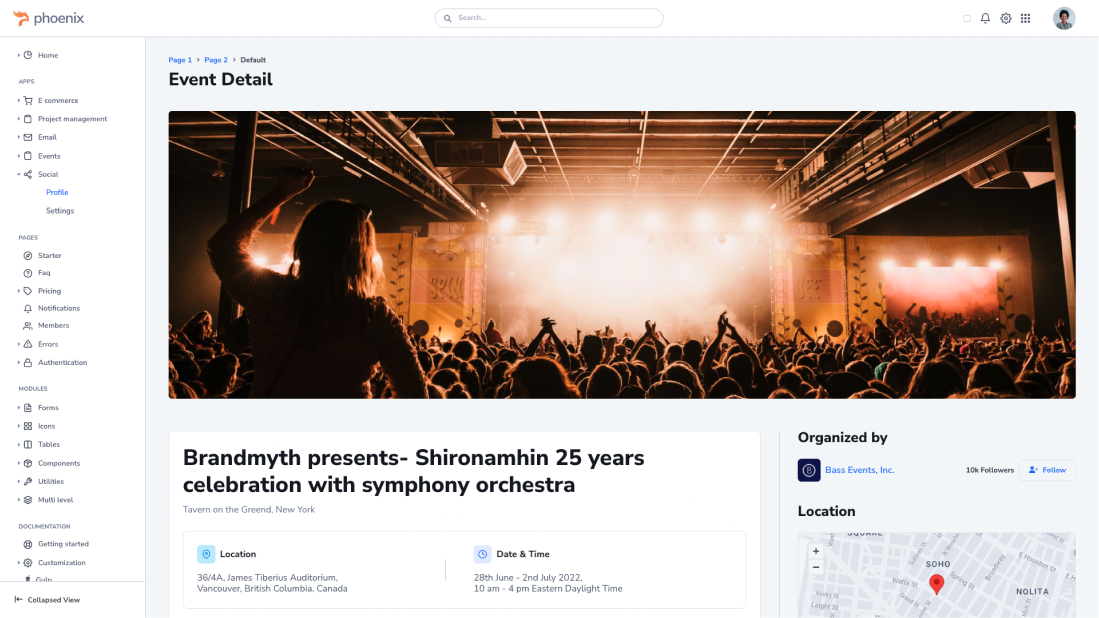 phoenix
Search...
Home
APPS
E commerce
Project management
Email
Events
Social
Profile
Settings
PAGES
Starter
Faq
Pricing
Notifications
Members
Errors
Authentication
MODULES
Forms
Icons
Tables
Components
Utilities
Multi level
DOCUMENTATION
Getting started
Customization
Gulp
Collapsed View
Page 1 > Page 2 > Default
Event Detail
Brandmyth presents- Shironamhin 25 years
celebration with symphony orchestra
Tavern on the Greend, New York
Location
36/4A, James Tiberius Auditorium,
Vancouver, British Columbia, Canada
Date & Time
28th June - 2nd July 2022,
10 am - 4 pm Eastern Daylight Time
Organized by
B
Bass Events, Inc.
10k Followers
Follow
Location
+
−
SQUARE
SOHO
NOLITA
E Houston St
Broadway
Spring St
Watts St
Grand St
Leight St